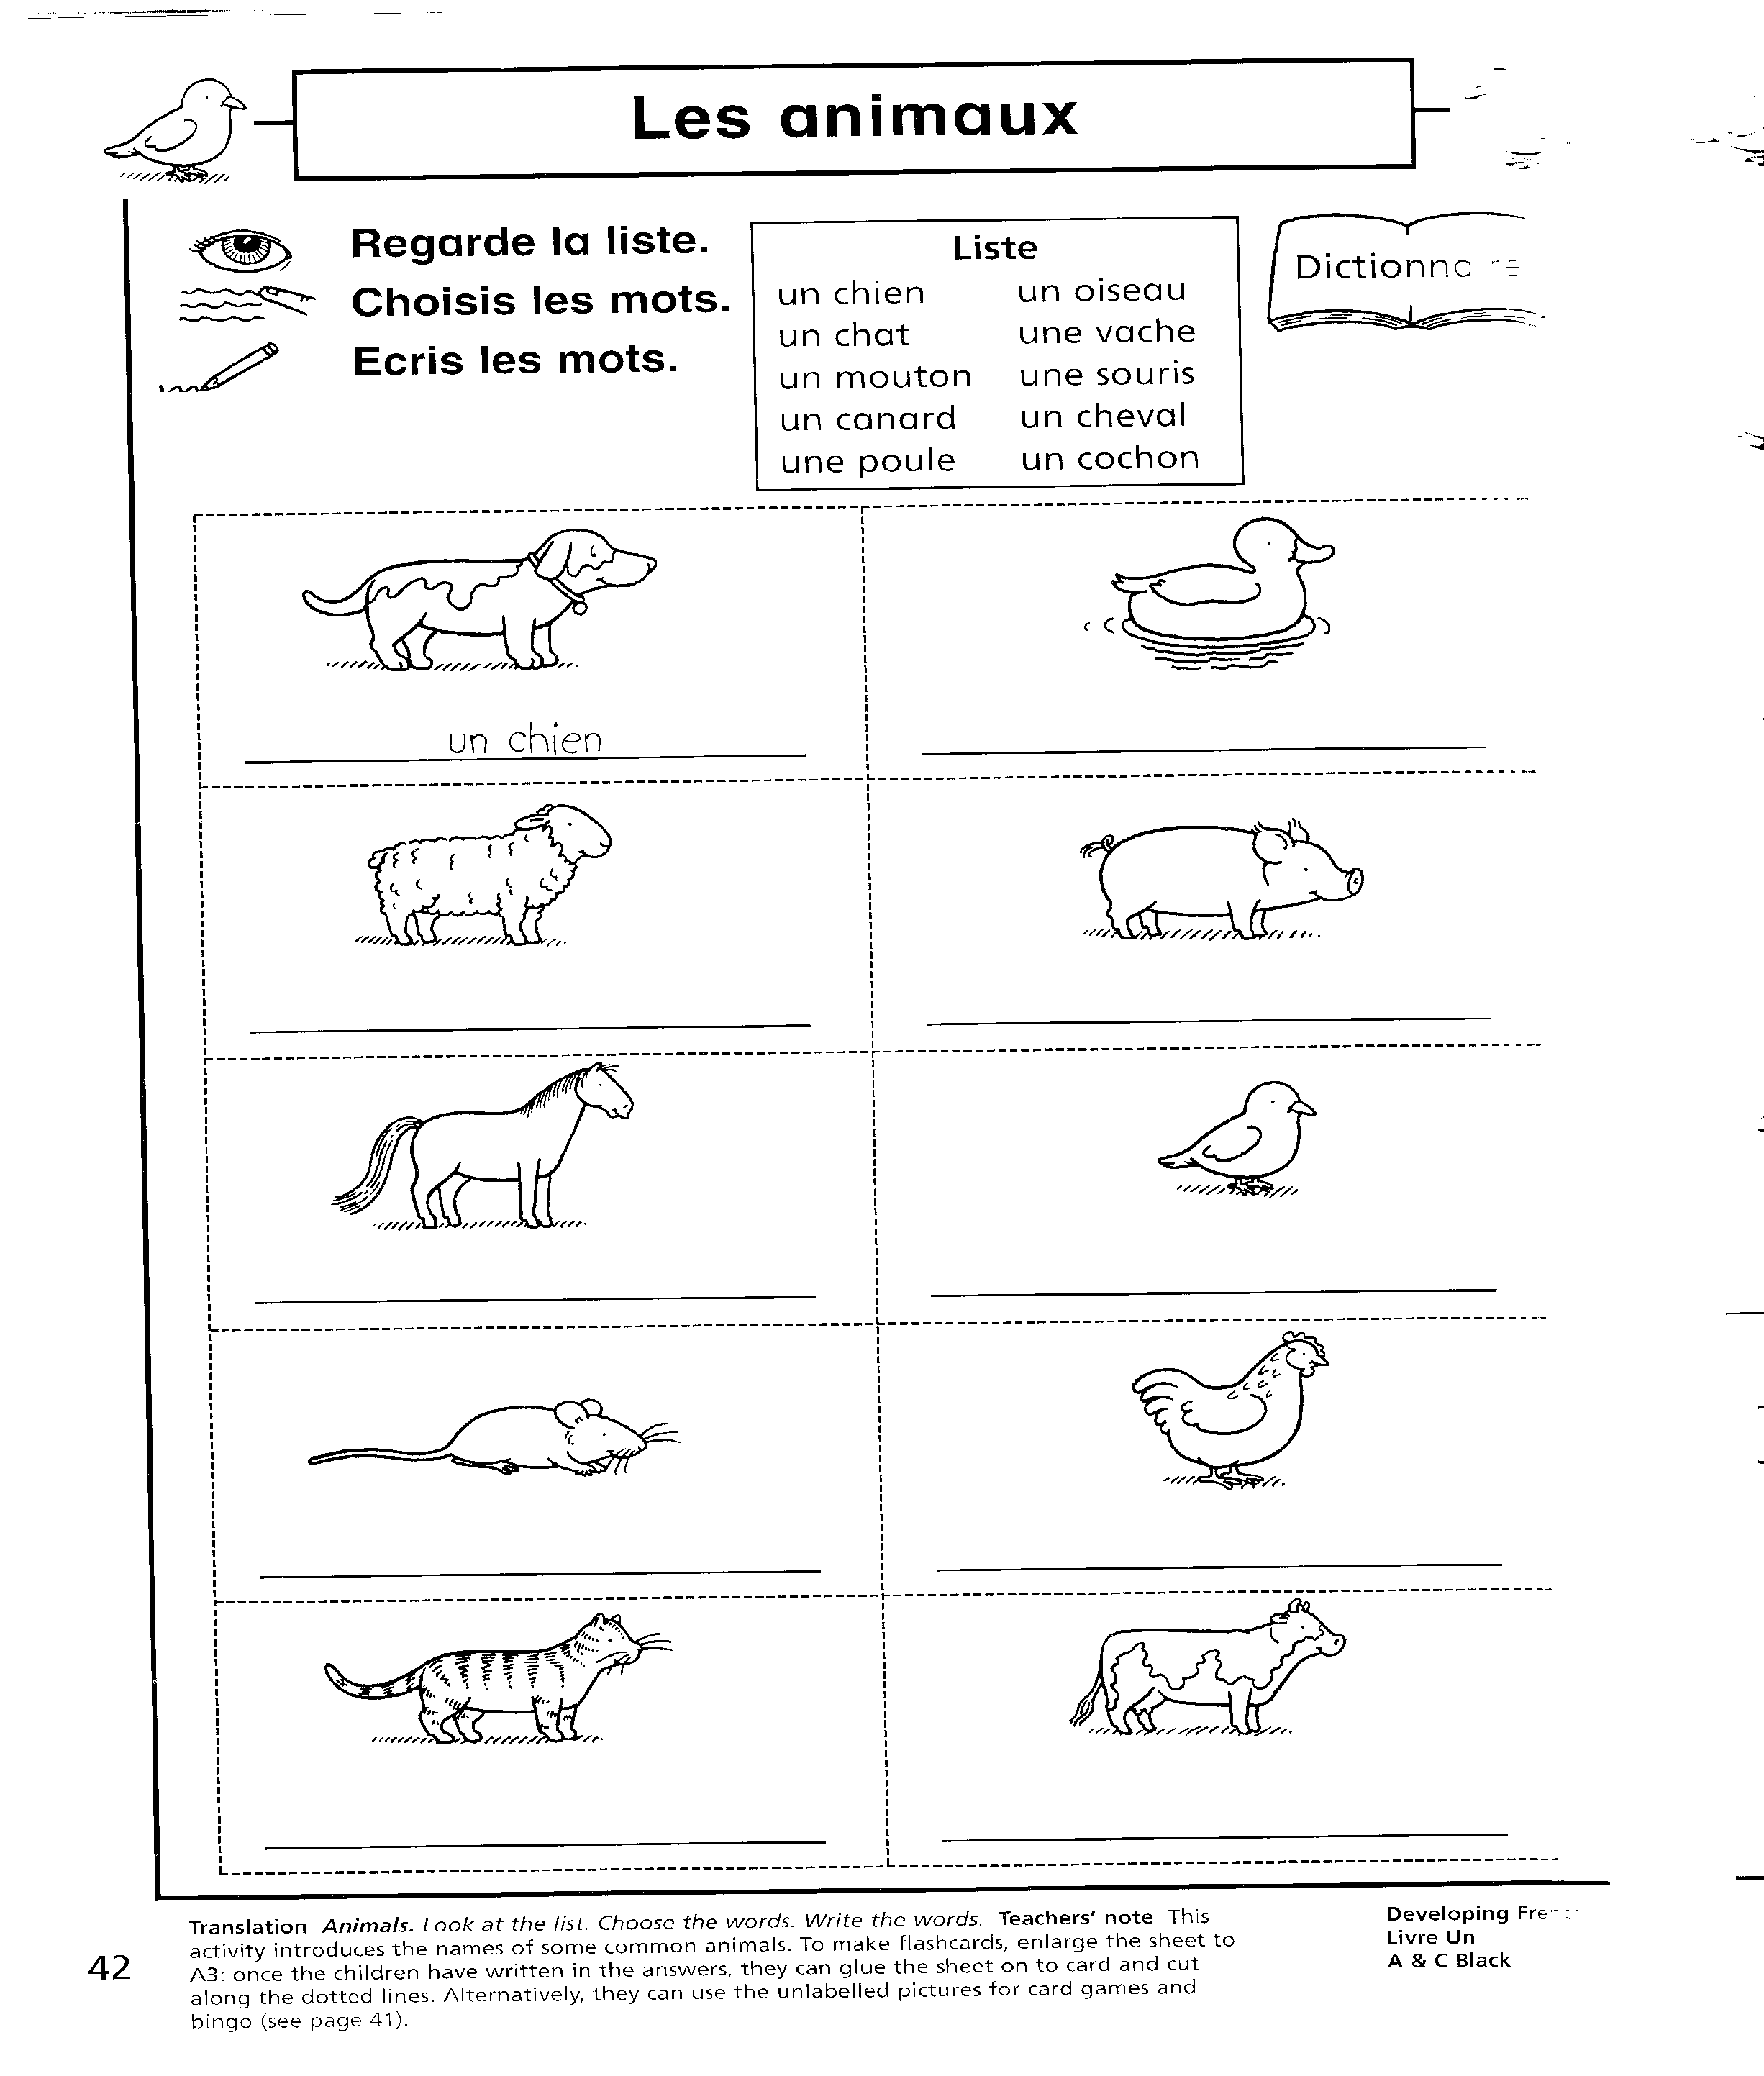 Les animaux
Regarde la liste.
Choisis les mots.
Ecris les mots.
Liste
un chien un oiseau
un chat une vache
un mouton une souris
un canard un cheval
une poule un cochon
un chien
Translation Animals. Look at the list. Choose the words. Write the words. Teachers' note This
activity introduces the names of some common animals. To make flashcards, enlarge the sheet to
A3: once the children have written in the answers, they can glue the sheet on to card and cut
along the dotted lines. Alternatively, they can use the unlabelled pictures for card games and
bingo (see page 41).
42
Developing
Livre Un
A & C Black